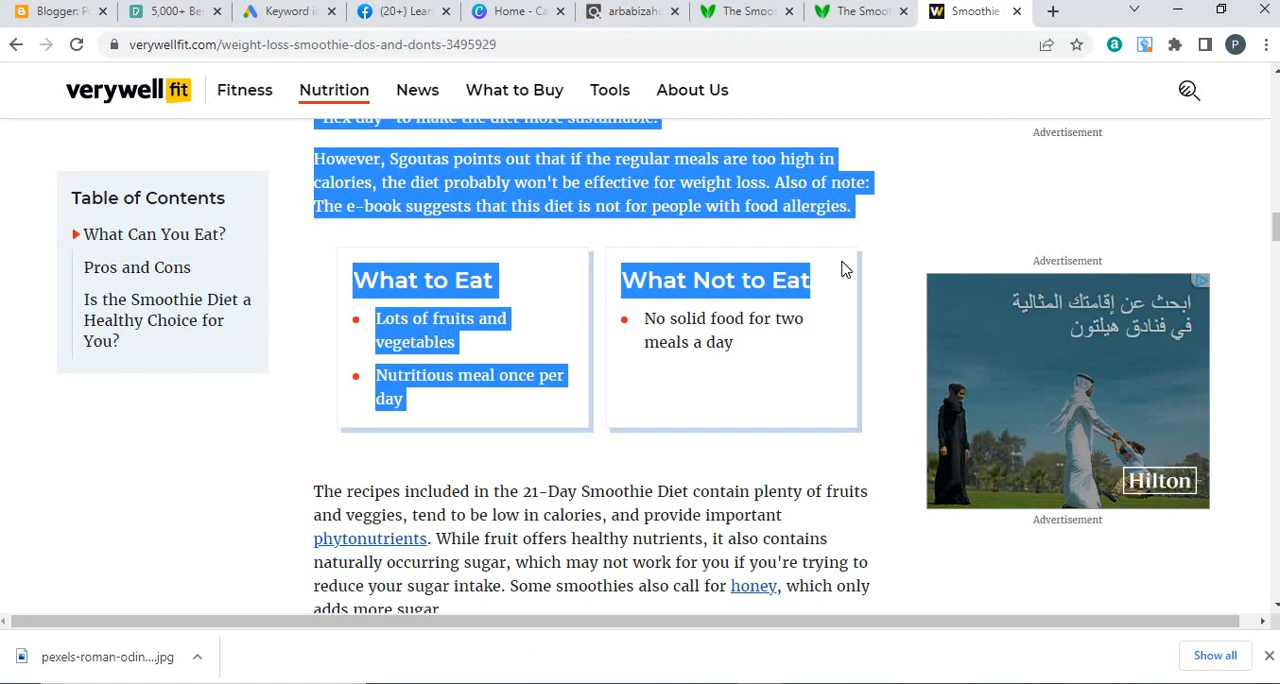 Blogger: P
5,000+ Be
Keyword i
(20+) Lea
Home - Ca
arbabizah
The Smoo
The Smoot
Smoothie
verywellfit.com/weight-loss-smoothie-dos-and-donts-3495929
P
verywell fit
Fitness
Nutrition
News
What to Buy
Tools
About Us
"flex day" to make the diet more sustainable.
However, Sgoutas points out that if the regular meals are too high in
calories, the diet probably won't be effective for weight loss. Also of note:
The e-book suggests that this diet is not for people with food allergies.
Table of Contents
What Can You Eat?
Pros and Cons
Is the Smoothie Diet a
Healthy Choice for
You?
What to Eat
Lots of fruits and
vegetables
Nutritious meal once per
day
What Not to Eat
No solid food for two
meals a day
The recipes included in the 21-Day Smoothie Diet contain plenty of fruits
and veggies, tend to be low in calories, and provide important
phytonutrients. While fruit offers healthy nutrients, it also contains
naturally occurring sugar, which may not work for you if you're trying to
reduce your sugar intake. Some smoothies also call for honey, which only
adds more sugar.
Advertisement
Advertisement
ابحث عن إقامتك المثالية
في فنادق هيلتون
Hilton
Advertisement
pexels-roman-odin....jpg
Show all